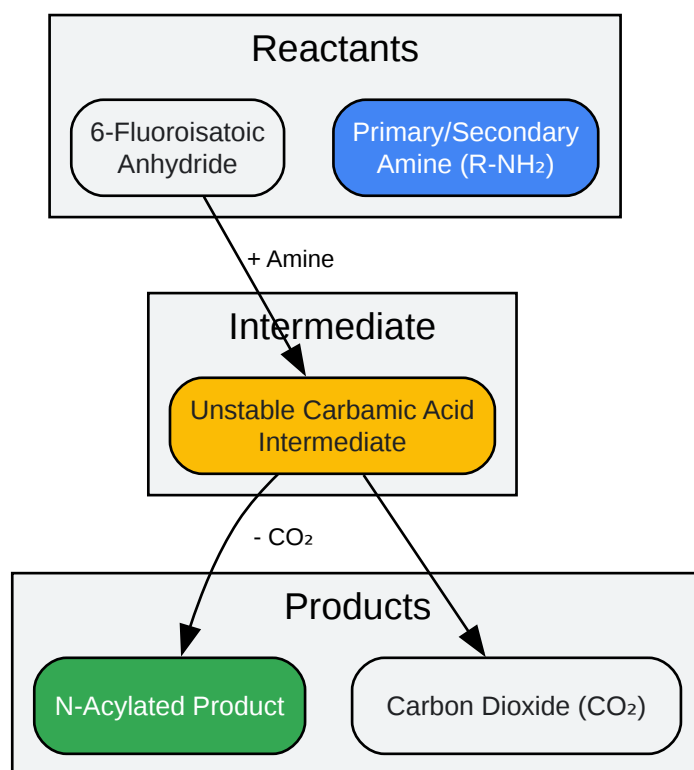 Reactants
6-Fluoroisatoic
Anhydride
Primary/Secondary
Amine (R-NH₂)
+ Amine
Intermediate
Unstable Carbamic Acid
Intermediate
- CO₂
Products
N-Acylated Product
Carbon Dioxide (CO₂)